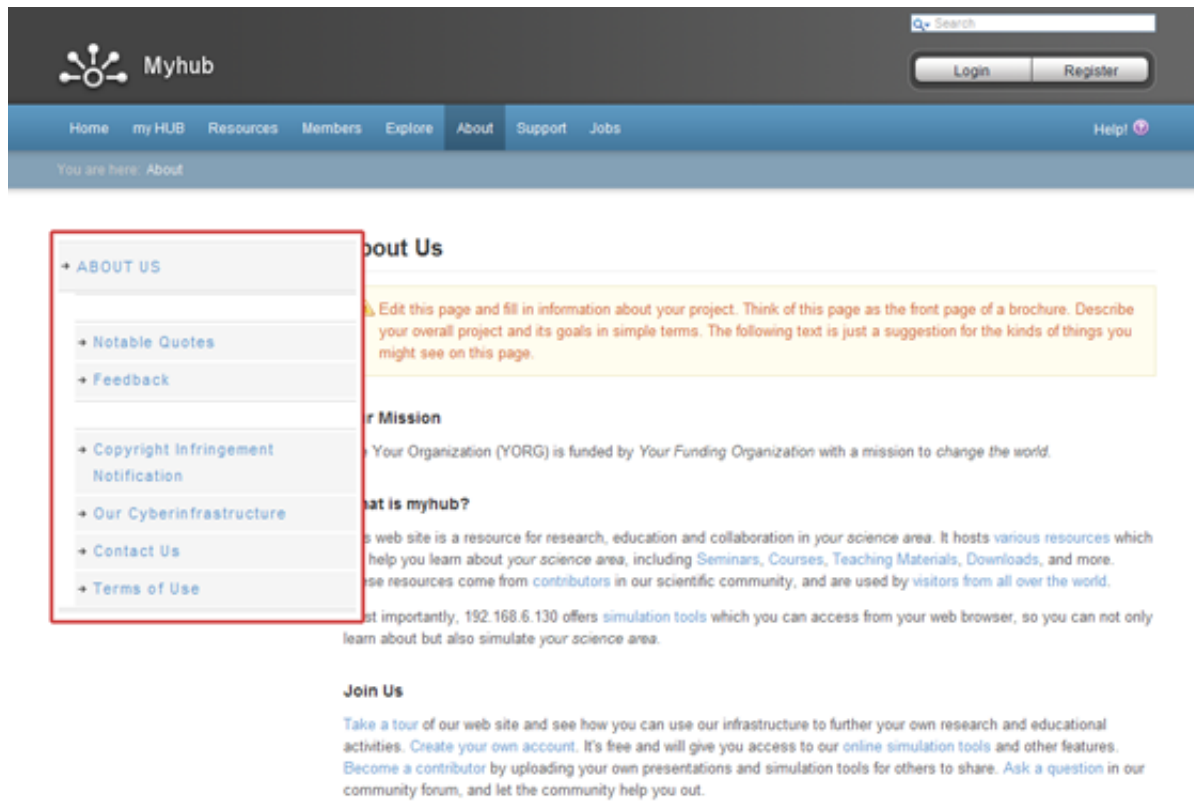 Search
Myhub
Login Register
Home my HUB Resources Members Explore About Support Jobs Help!
You are here: About
ABOUT US
Notable Quotes
Feedback
Copyright Infringement
Notification
Our Cyberinfrastructure
Contact Us
Terms of Use
bout Us
Edit this page and fill in information about your project. Think of this page as the front page of a brochure. Describe
your overall project and its goals in simple terms. The following text is just a suggestion for the kinds of things you
might see on this page.
r Mission
Your Organization (YORG) is funded by Your Funding Organization with a mission to change the world.
at is myhub?
s web site is a resource for research, education and collaboration in your science area. It hosts various resources which
help you learn about your science area, including Seminars, Courses, Teaching Materials, Downloads, and more.
se resources come from contributors in our scientific community, and are used by visitors from all over the world.
st importantly, 192.168.6.130 offers simulation tools which you can access from your web browser, so you can not only
learn about but also simulate your science area.
Join Us
Take a tour of our web site and see how you can use our infrastructure to further your own research and educational
activities. Create your own account. It's free and will give you access to our online simulation tools and other features.
Become a contributor by uploading your own presentations and simulation tools for others to share. Ask a question in our
community forum, and let the community help you out.